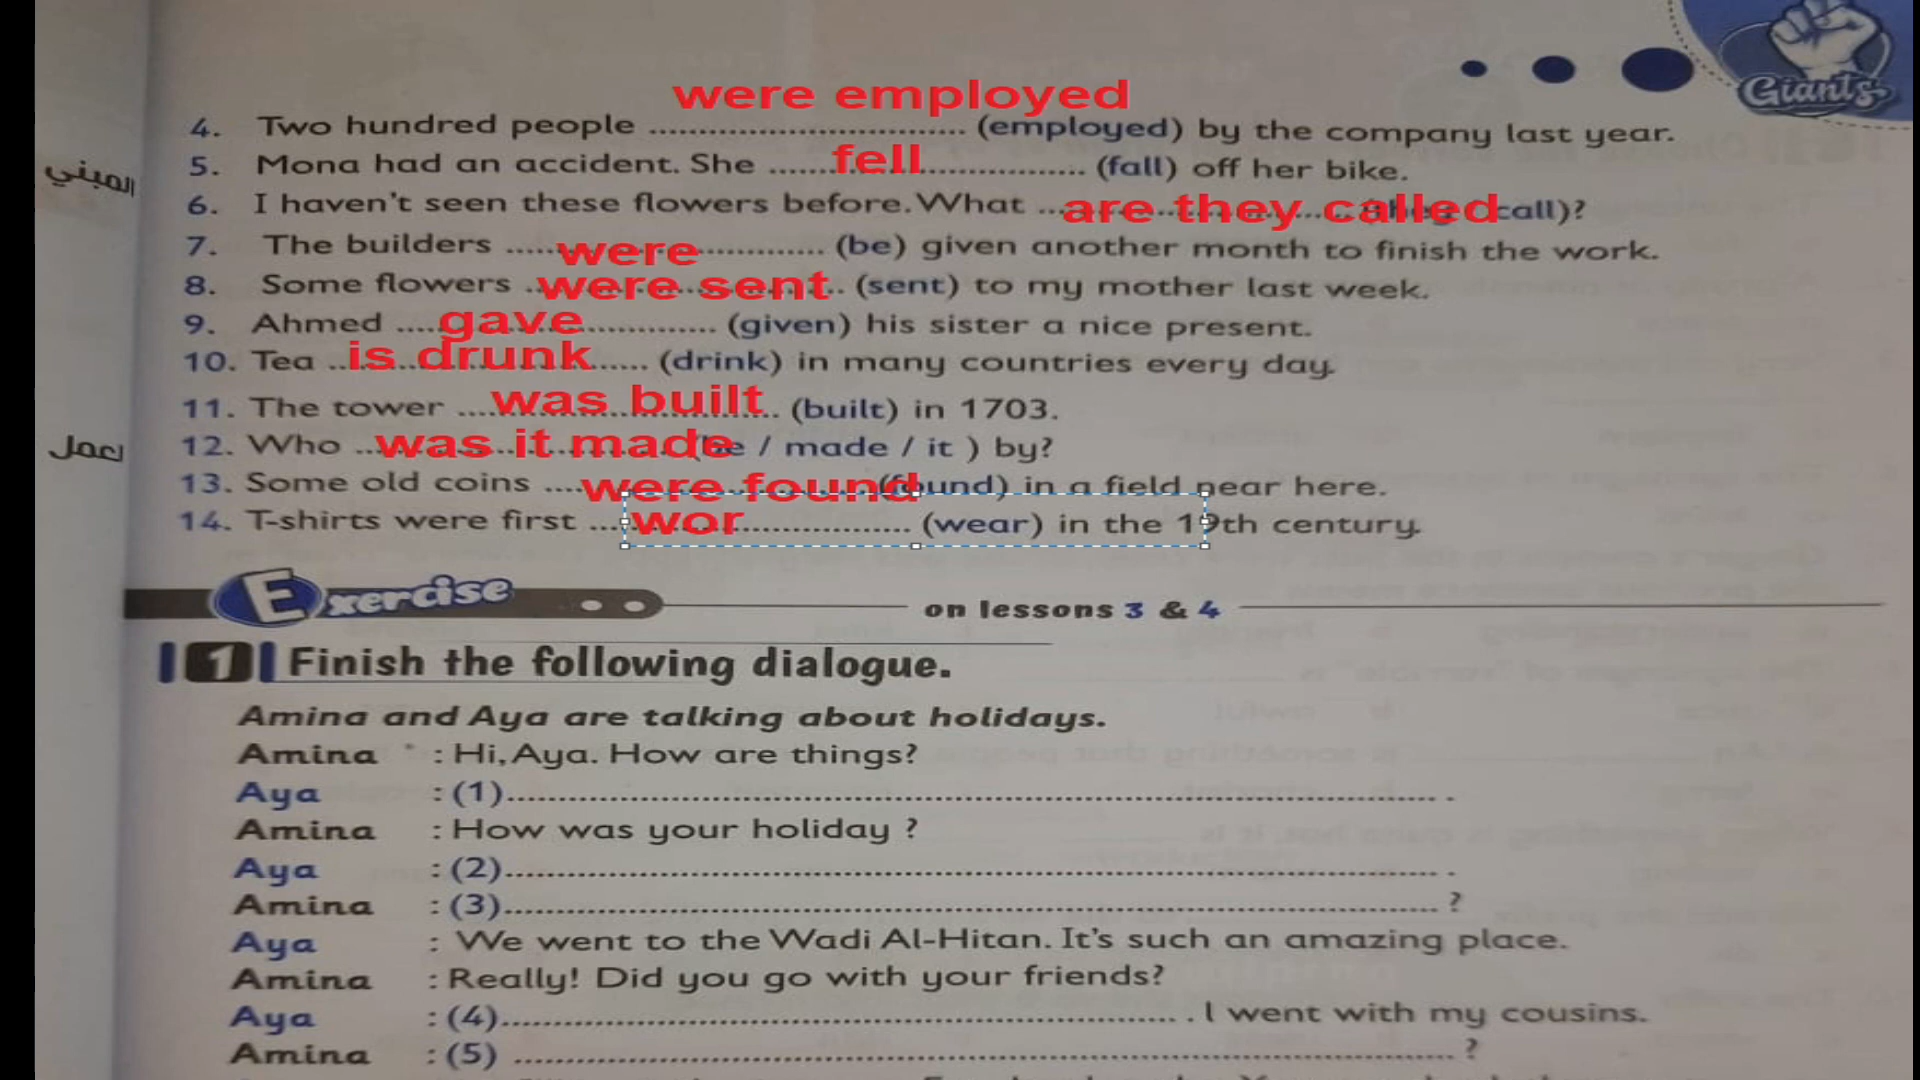 Giants
were employed
4. Two hundred people .............................. (employed) by the company last year.
المبني
5. Mona had an accident. She ......fell.............. (fall) off her bike.
6. I haven't seen these flowers before. What ...are they called... call)?
7. The builders .....were............ (be) given another month to finish the work.
8. Some flowers ..were sent.. (sent) to my mother last week.
9. Ahmed ....gave............. (given) his sister a nice present.
10. Tea ...is drunk...... (drink) in many countries every day.
11. The tower ....was built.. (built) in 1703.
لعمل
12. Who ...was it made (be / made / it ) by?
13. Some old coins ....were found (found) in a field near here.
14. T-shirts were first ....wor.................. (wear) in the 19th century.
Exercise on lessons 3 & 4
1 Finish the following dialogue.
Amina and Aya are talking about holidays.
Amina : Hi, Aya. How are things?
Aya : (1)............................................................ .
Amina : How was your holiday ?
Aya : (2)............................................................ .
Amina : (3)............................................................ ?
Aya : We went to the Wadi Al-Hitan. It's such an amazing place.
Amina : Really! Did you go with your friends?
Aya : (4)............................................ . I went with my cousins.
Amina : (5) ............................................................ ?